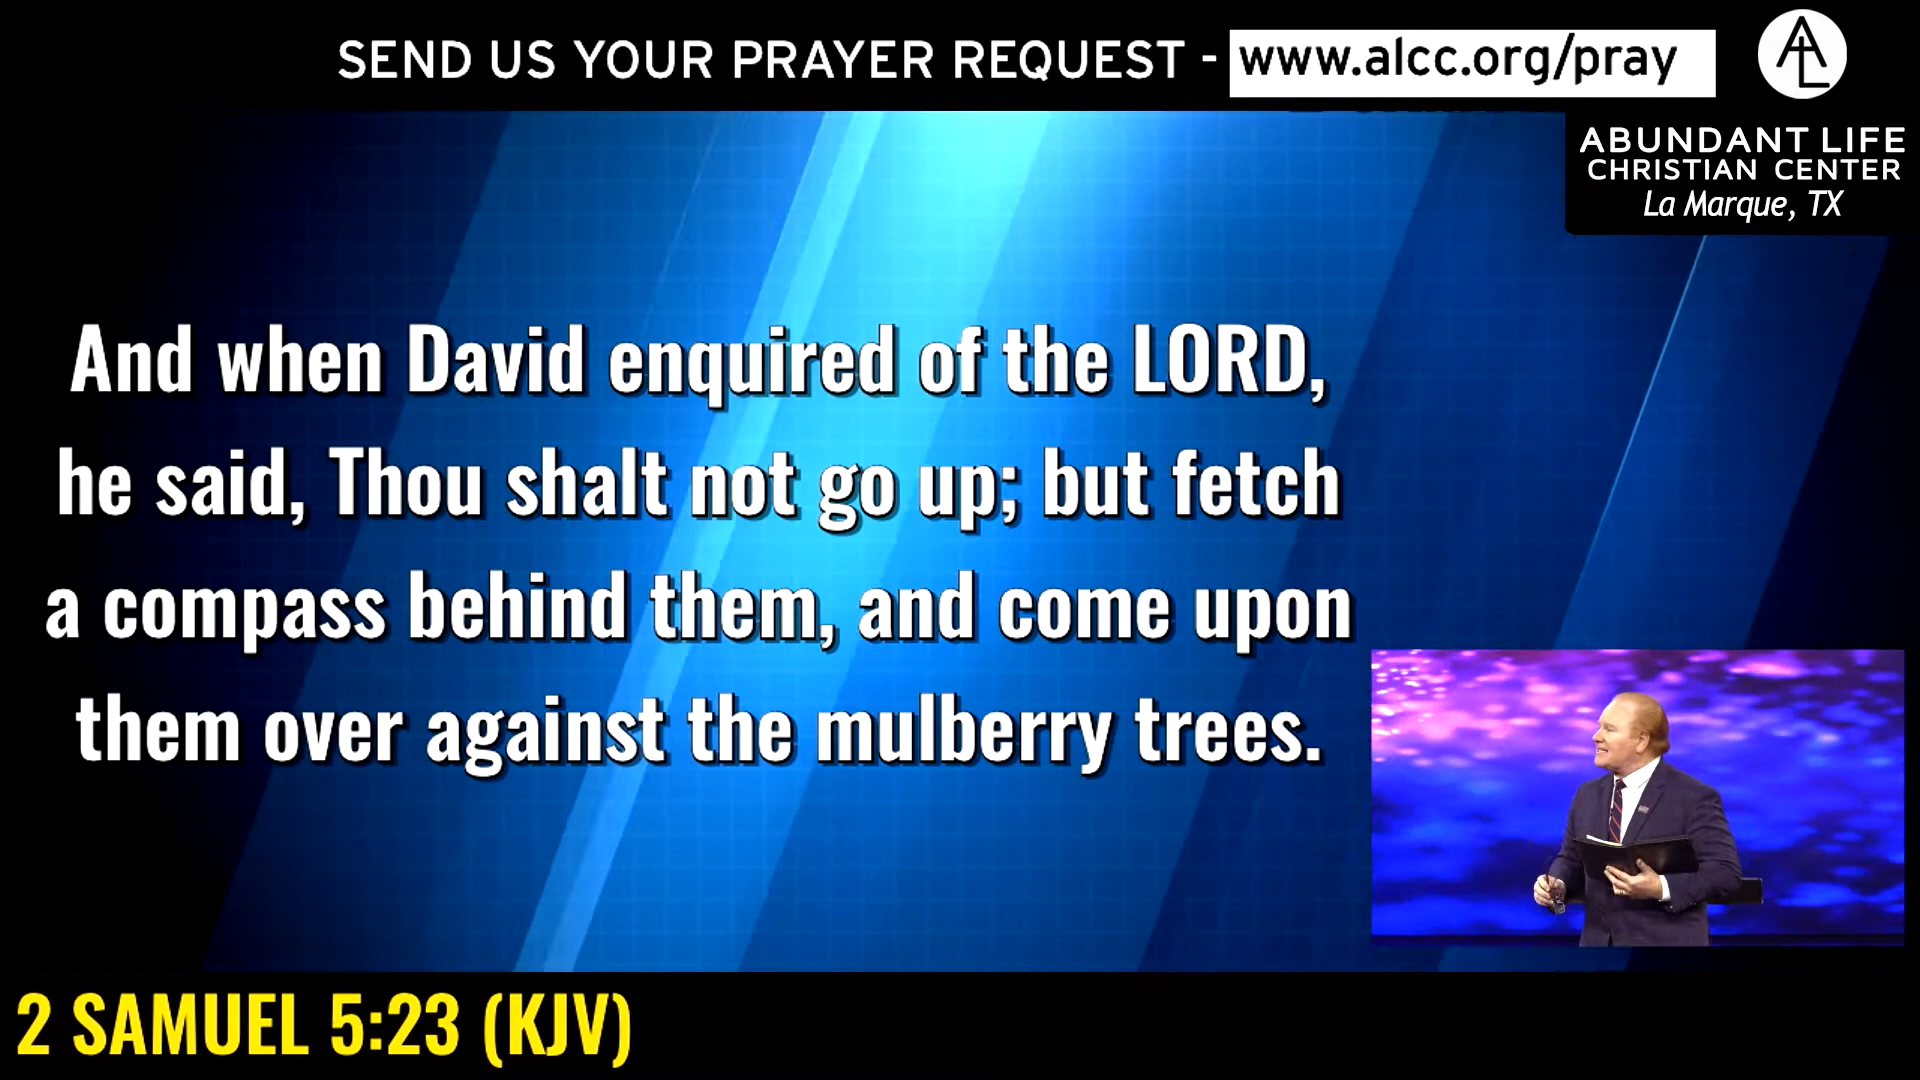 SEND US YOUR PRAYER REQUEST - www.alcc.org/pray
ABUNDANT LIFE
CHRISTIAN CENTER
La Marque, TX
And when David enquired of the LORD,
he said, Thou shalt not go up; but fetch
a compass behind them, and come upon
them over against the mulberry trees.
2 SAMUEL 5:23 (KJV)